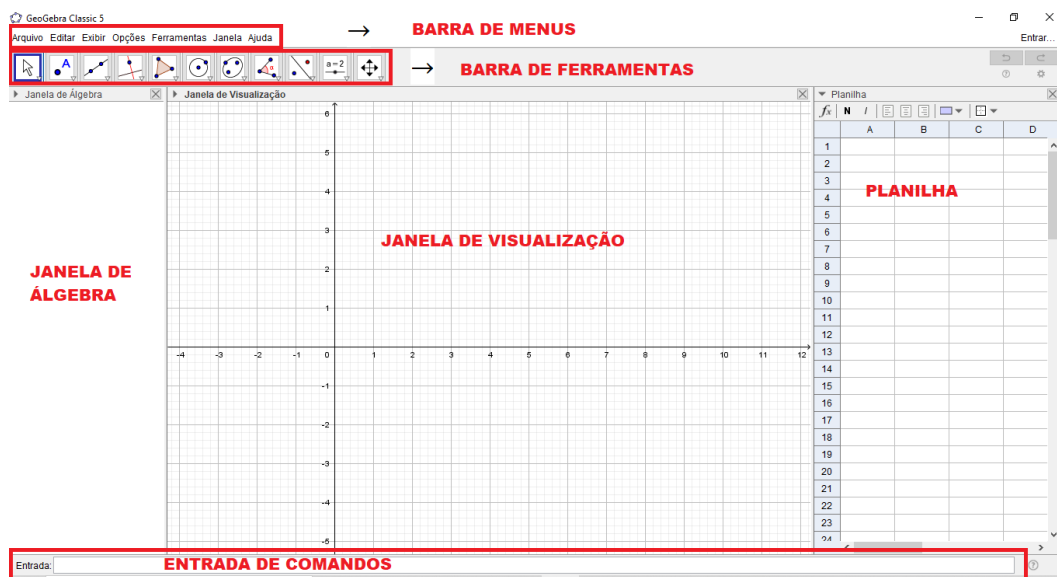 GeoGebra Classic 5
Arquivo Editar Exibir Opções Ferramentas Janela Ajuda
→ BARRA DE MENUS
Entrar...
A
α
a=2
→ BARRA DE FERRAMENTAS
Janela de Álgebra
Janela de Visualização
Planilha
fx N I
A B C D
1
2
3
4
5
6
7
8
9
10
11
12
13
14
15
16
17
18
19
20
21
22
23
24
PLANILHA
6
5
4
3
2
1
-4 -3 -2 -1 0 1 2 3 4 5 6 7 8 9 10 11 12
-1
-2
-3
-4
-5
JANELA DE VISUALIZAÇÃO
JANELA DE
ÁLGEBRA
Entrada:
ENTRADA DE COMANDOS